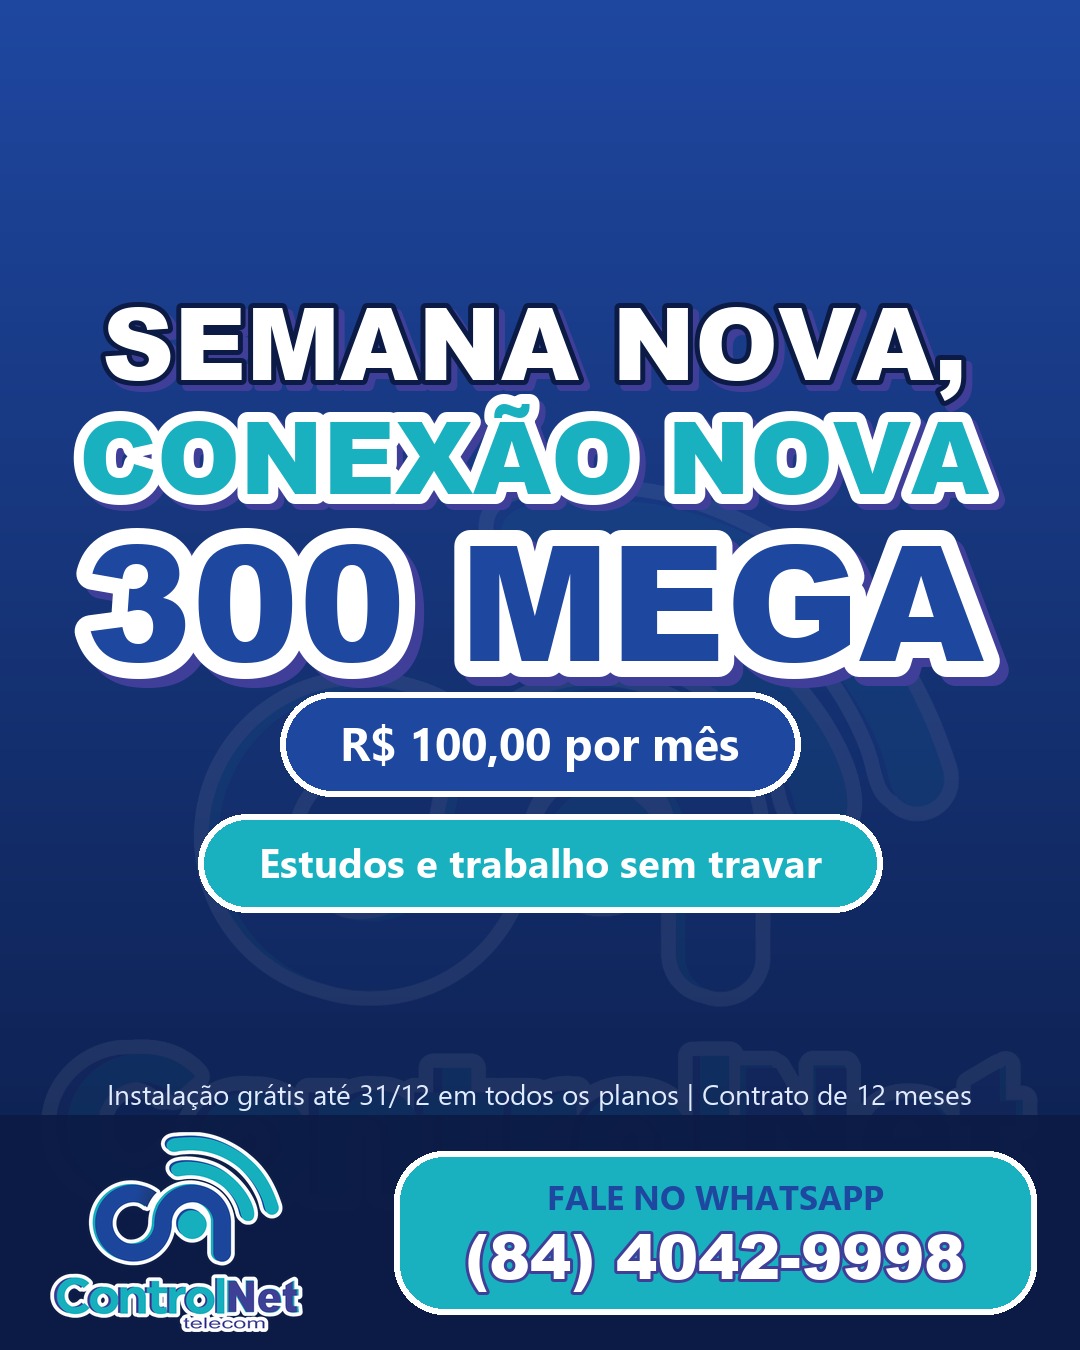 SEMANA NOVA,
CONEXÃO NOVA
300 MEGA
R$ 100,00 por mês
Estudos e trabalho sem travar
Instalação grátis até 31/12 em todos os planos | Contrato de 12 meses
ControlNet
telecom
FALE NO WHATSAPP
(84) 4042-9998